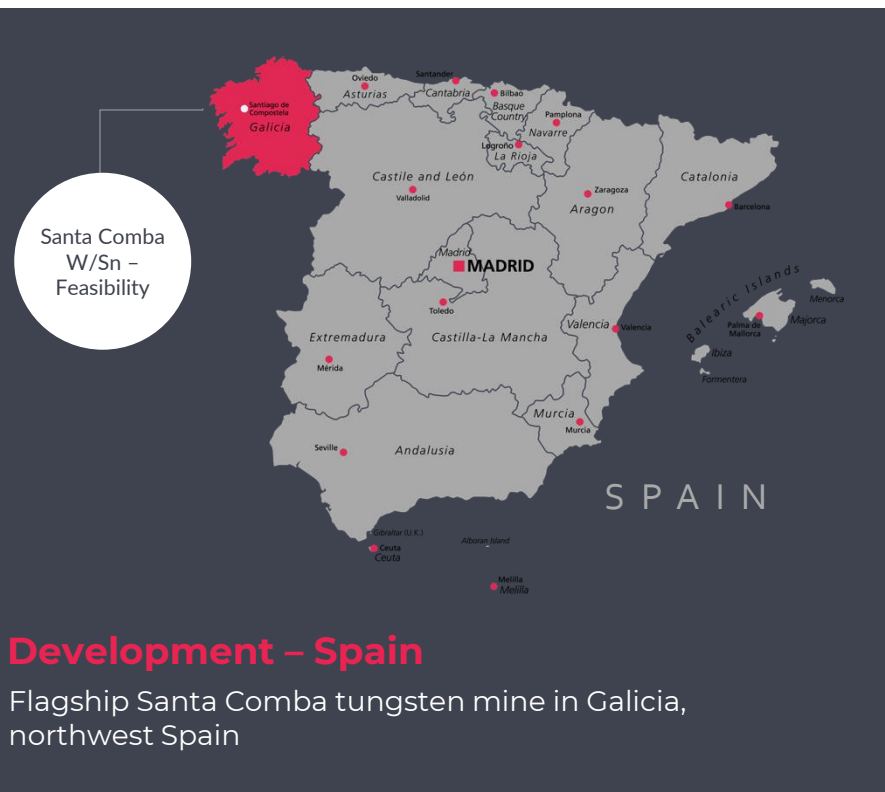 Oviedo
Asturias
Santander
Cantabria
Bilbao
Basque
Country
Pamplona
Navarre
Santiago de
Compostela
Galicia
Logroño
La Rioja
Castile and León
Valladolid
Zaragoza
Aragon
Catalonia
Barcelona
Santa Comba
W/Sn –
Feasibility
Madrid
MADRID
Toledo
Balearic Islands
Menorca
Majorca
Palma de
Mallorca
Ibiza
Formentera
Extremadura
Mérida
Castilla-La Mancha
Valencia
Valencia
Murcia
Murcia
Seville
Andalusia
SPAIN
Gibraltar (U.K.)
Ceuta
Ceuta
Alboran Island
Melilla
Melilla
Development – Spain
Flagship Santa Comba tungsten mine in Galicia,
northwest Spain